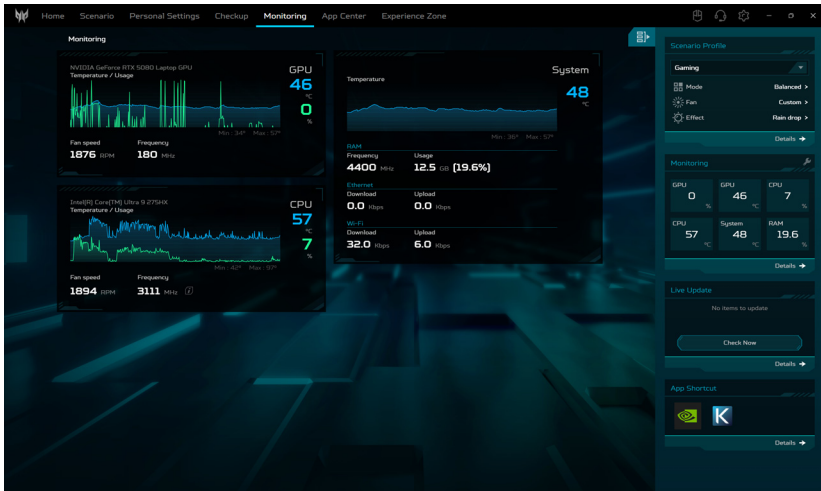 Home Scenario Personal Settings Checkup Monitoring App Center Experience Zone
Monitoring
NVIDIA GeForce RTX 5080 Laptop GPU
Temperature / Usage
GPU
46
°C
0
%
Min : 34° Max : 57°
Fan speed Frequency
1876 RPM 180 MHz
Intel(R) Core(TM) Ultra 9 275HX
Temperature / Usage
CPU
57
°C
7
%
Min : 42° Max : 97°
Fan speed Frequency
1894 RPM 3111 MHz
System
Temperature
48
°C
Min : 36° Max : 57°
RAM
Frequency Usage
4400 MHz 12.5 GB (19.6%)
Ethernet
Download Upload
0.0 Kbps 0.0 Kbps
Wi-Fi
Download Upload
32.0 Kbps 6.0 Kbps
Scenario Profile
Gaming
Mode Balanced >
Fan Custom >
Effect Rain drop >
Details →
Monitoring
GPU GPU CPU
0 % 46 °C 7 %
CPU System RAM
57 °C 48 °C 19.6 %
Details →
Live Update
No items to update
Check Now
Details →
App Shortcut
K
Details →